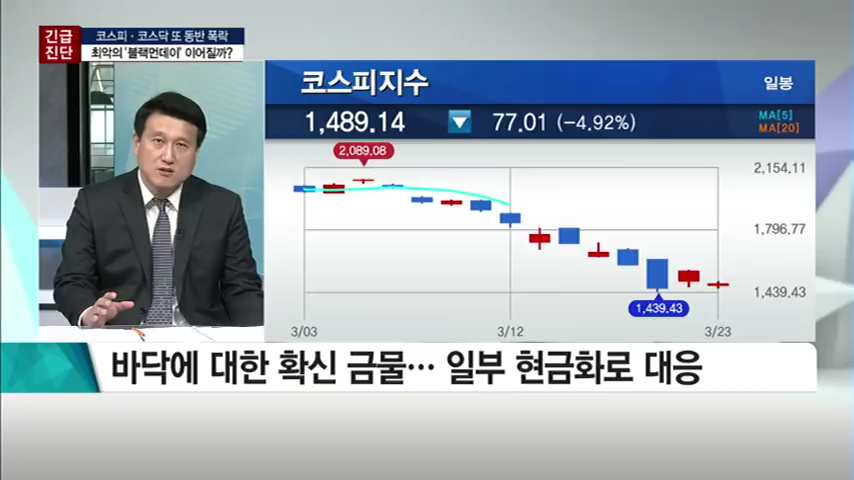 긴급
진단
코스피·코스닥 또 동반 폭락
최악의 '블랙먼데이' 이어질까?
코스피지수
일봉
1,489.14 ▼ 77.01 (-4.92%)
MA[5]
MA[20]
2,089.08
2,154.11
1,796.77
1,439.43
1,439.43
3/03 3/12 3/23
바닥에 대한 확신 금물… 일부 현금화로 대응